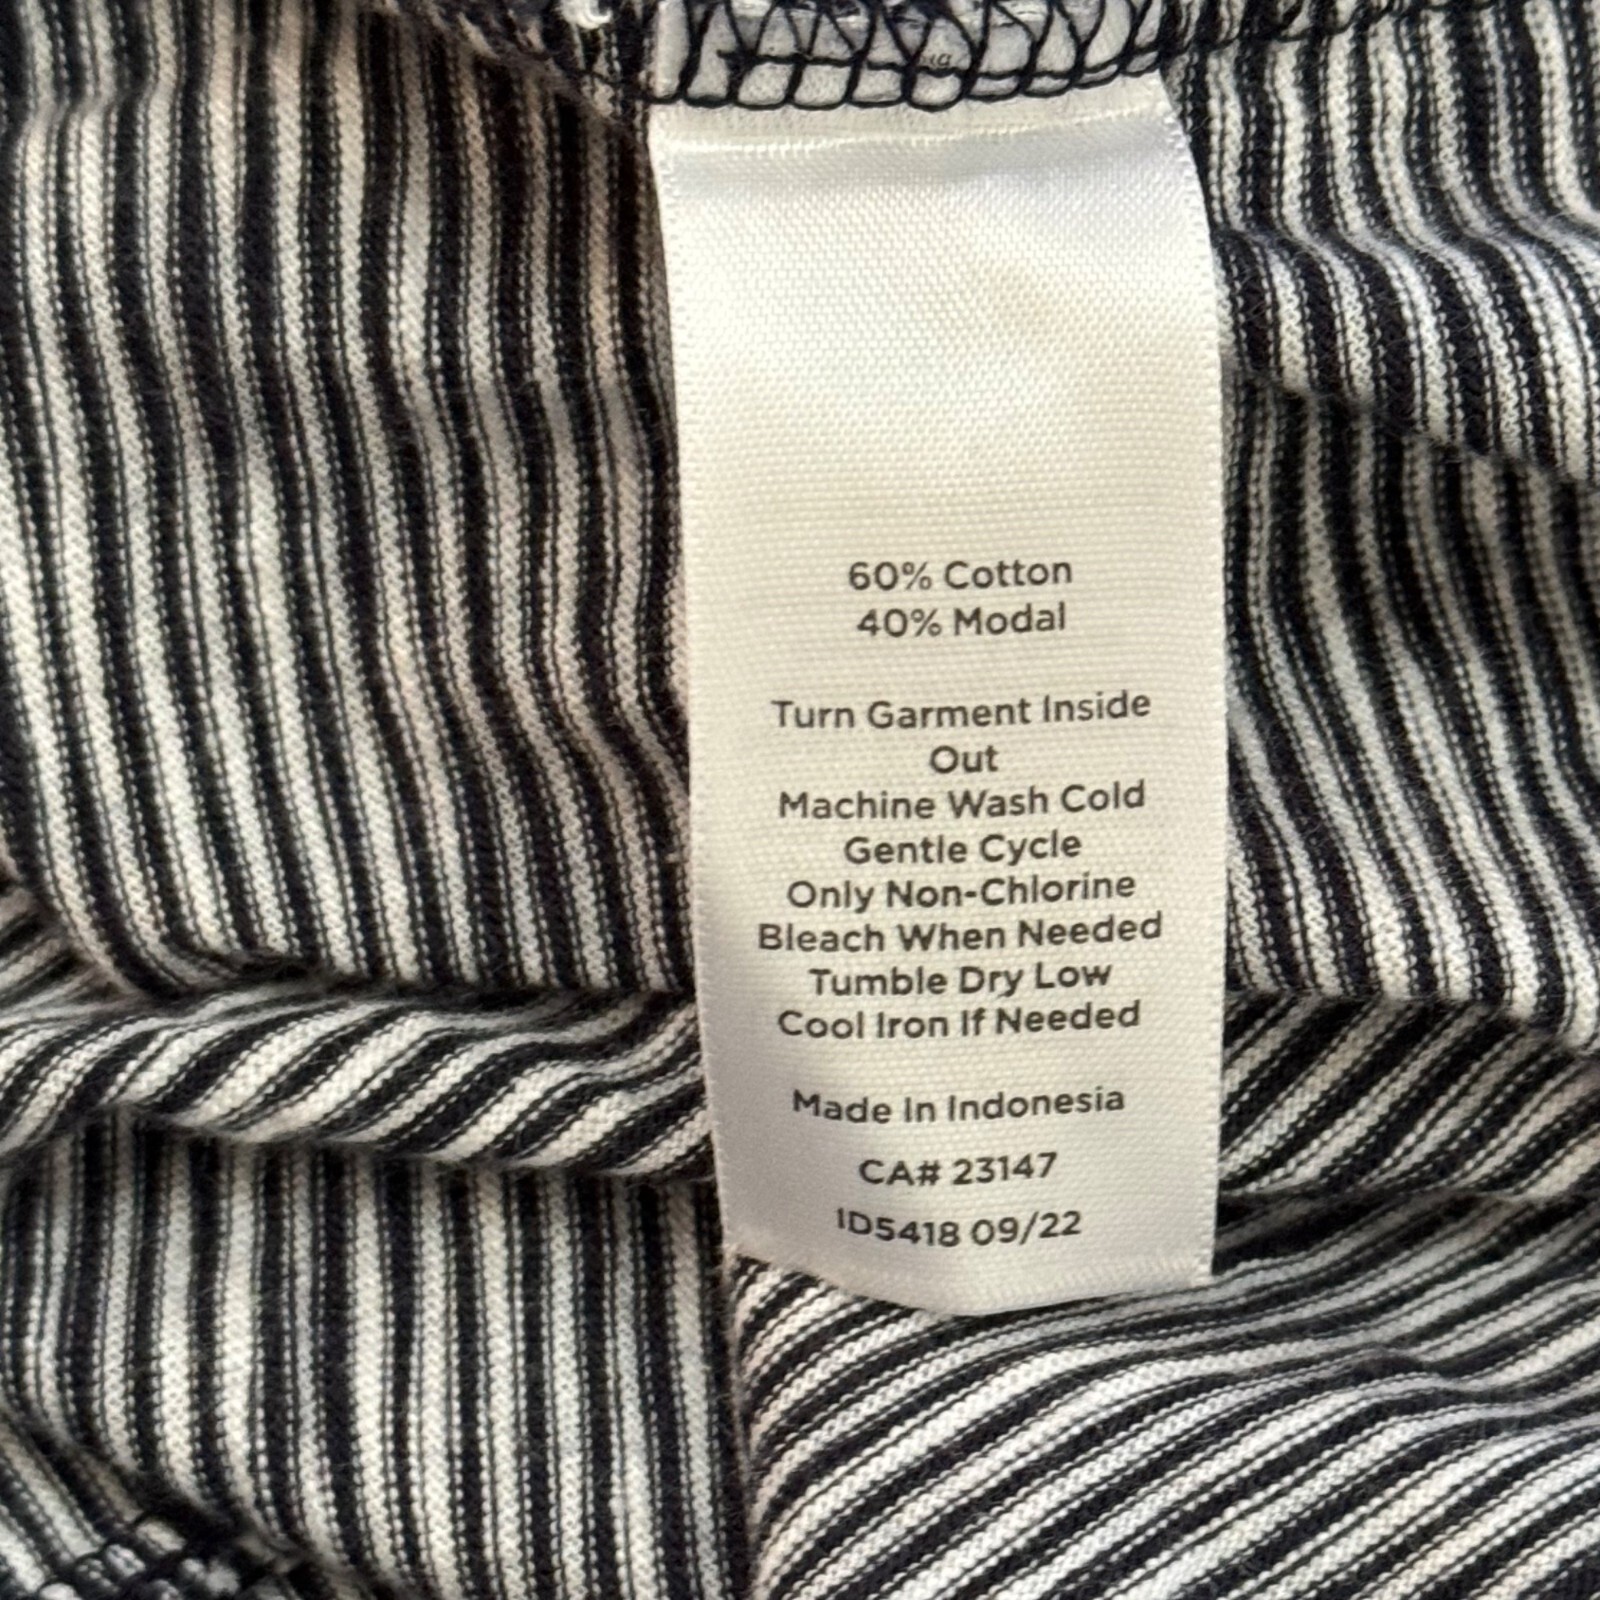 60% Cotton
40% Modal
Turn Garment Inside
Out
Machine Wash Cold
Gentle Cycle
Only Non-Chlorine
Bleach When Needed
Tumble Dry Low
Cool Iron If Needed
Made In Indonesia
CA# 23147
ID5418 09/22